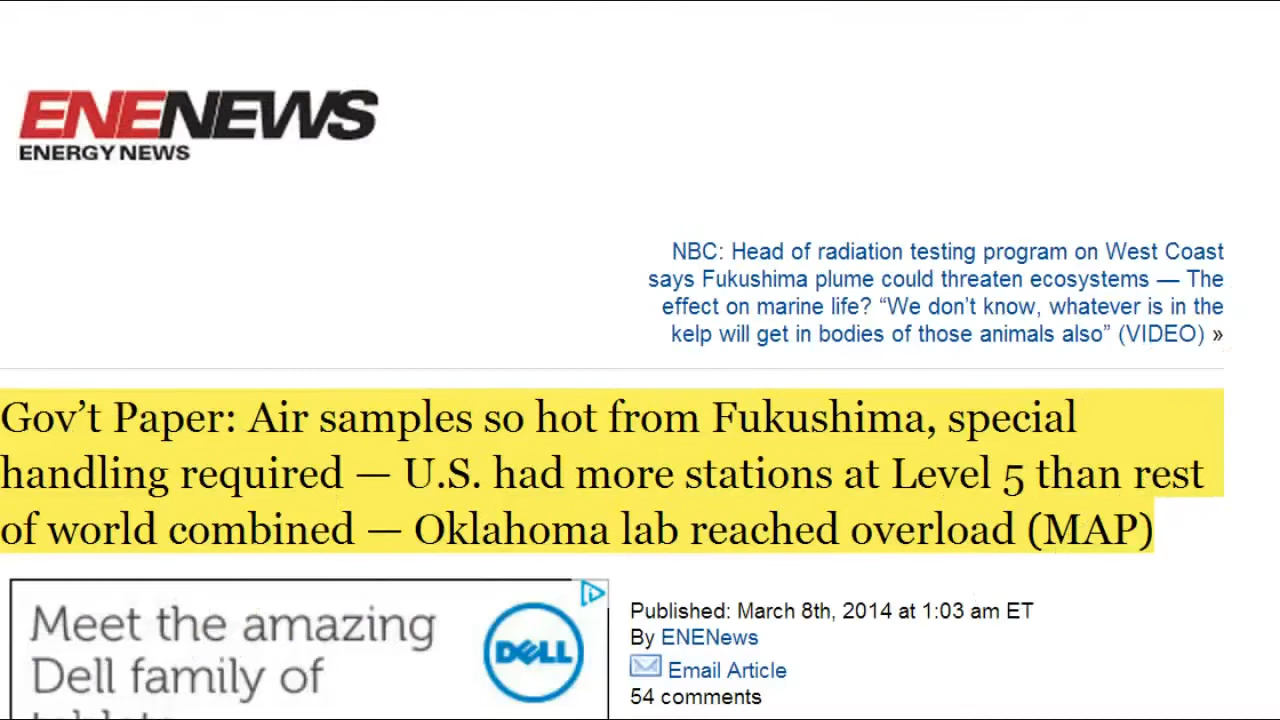 ENENEWS
ENERGY NEWS
NBC: Head of radiation testing program on West Coast
says Fukushima plume could threaten ecosystems — The
effect on marine life? “We don’t know, whatever is in the
kelp will get in bodies of those animals also” (VIDEO) »
Gov’t Paper: Air samples so hot from Fukushima, special
handling required — U.S. had more stations at Level 5 than rest
of world combined — Oklahoma lab reached overload (MAP)
Meet the amazing
Dell family of
DELL
Published: March 8th, 2014 at 1:03 am ET
By ENENews
Email Article
54 comments